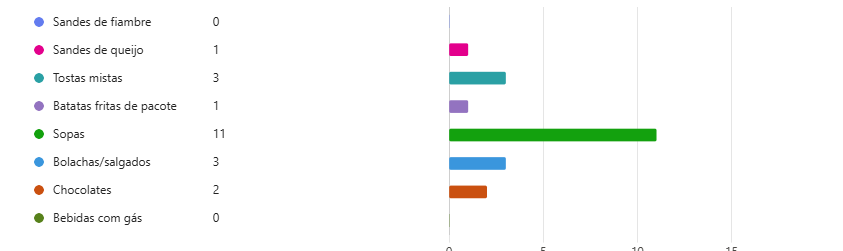 Sandes de fiambre 0
Sandes de queijo 1
Tostas mistas 3
Batatas fritas de pacote 1
Sopas 11
Bolachas/salgados 3
Chocolates 2
Bebidas com gás 0
0 5 10 15